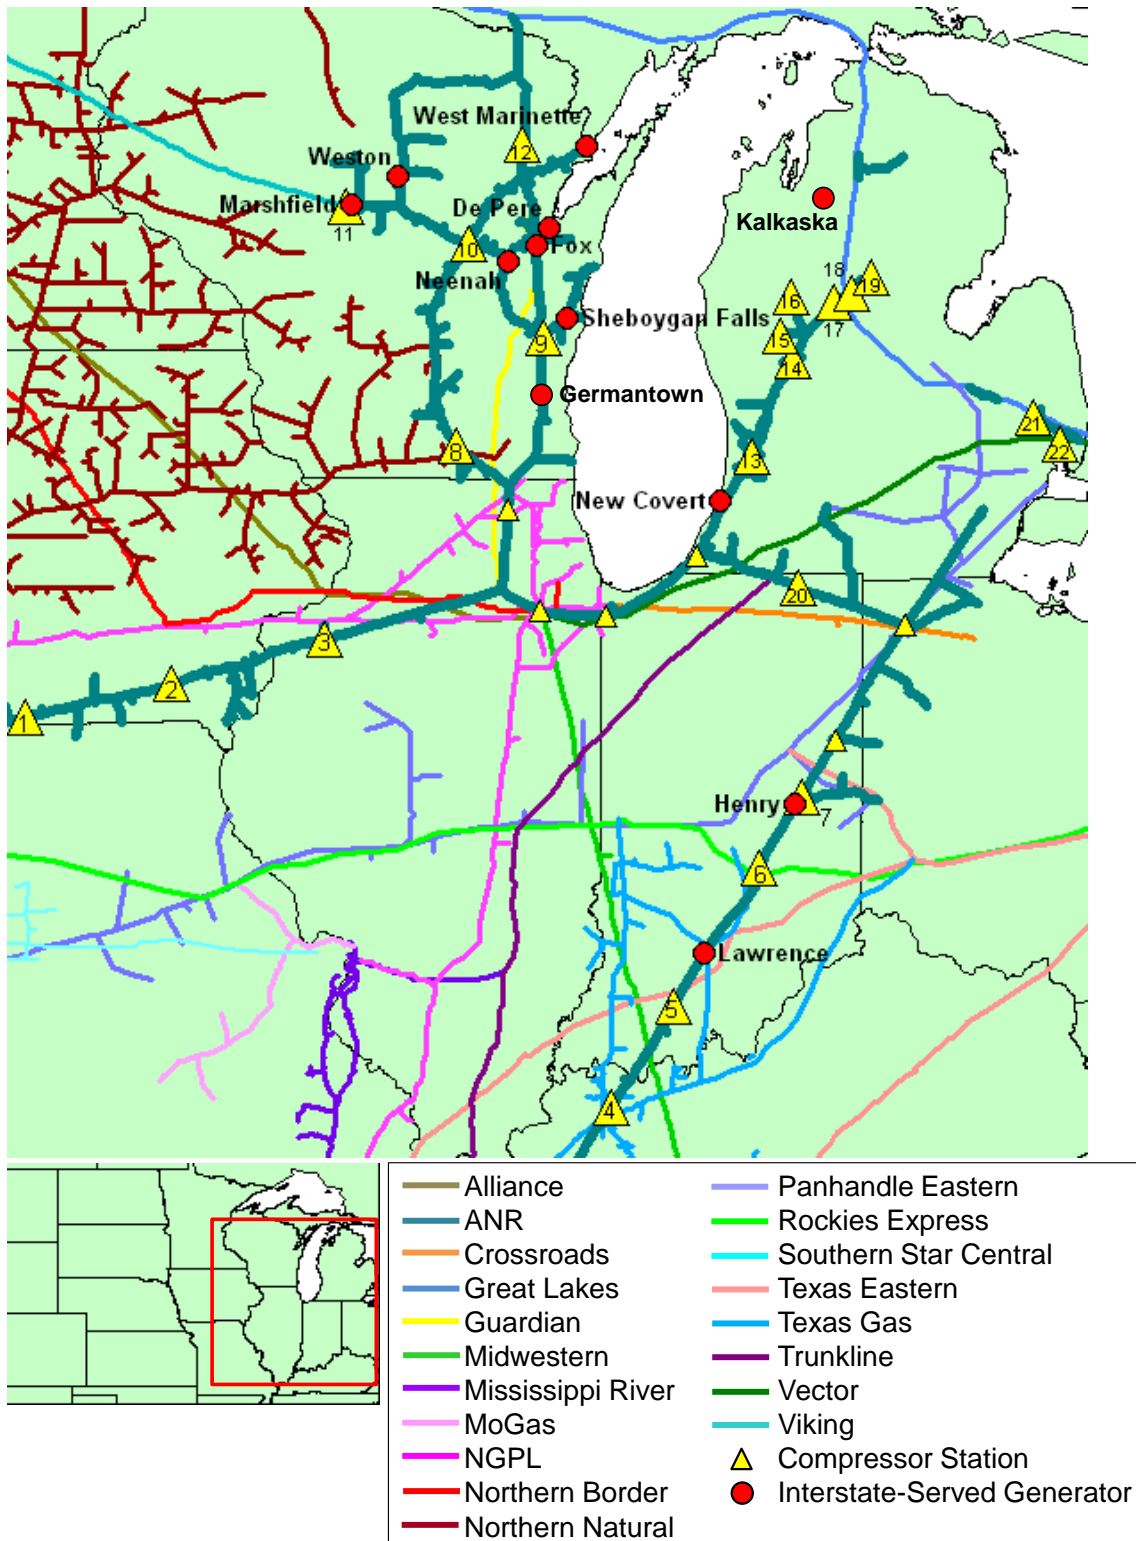 West Marinette
12
Weston
Marshfield
11
De Pere
Fox
10
Neenah
Kalkaska
18
19
16
17
Sheboygan Falls
15
9
14
Germantown
21
8
22
13
New Covert
20
3
2
1
Henry
7
6
Lawrence
5
4
Alliance
ANR
Crossroads
Great Lakes
Guardian
Midwestern
Mississippi River
MoGas
NGPL
Northern Border
Northern Natural
Panhandle Eastern
Rockies Express
Southern Star Central
Texas Eastern
Texas Gas
Trunkline
Vector
Viking
Compressor Station
Interstate-Served Generator